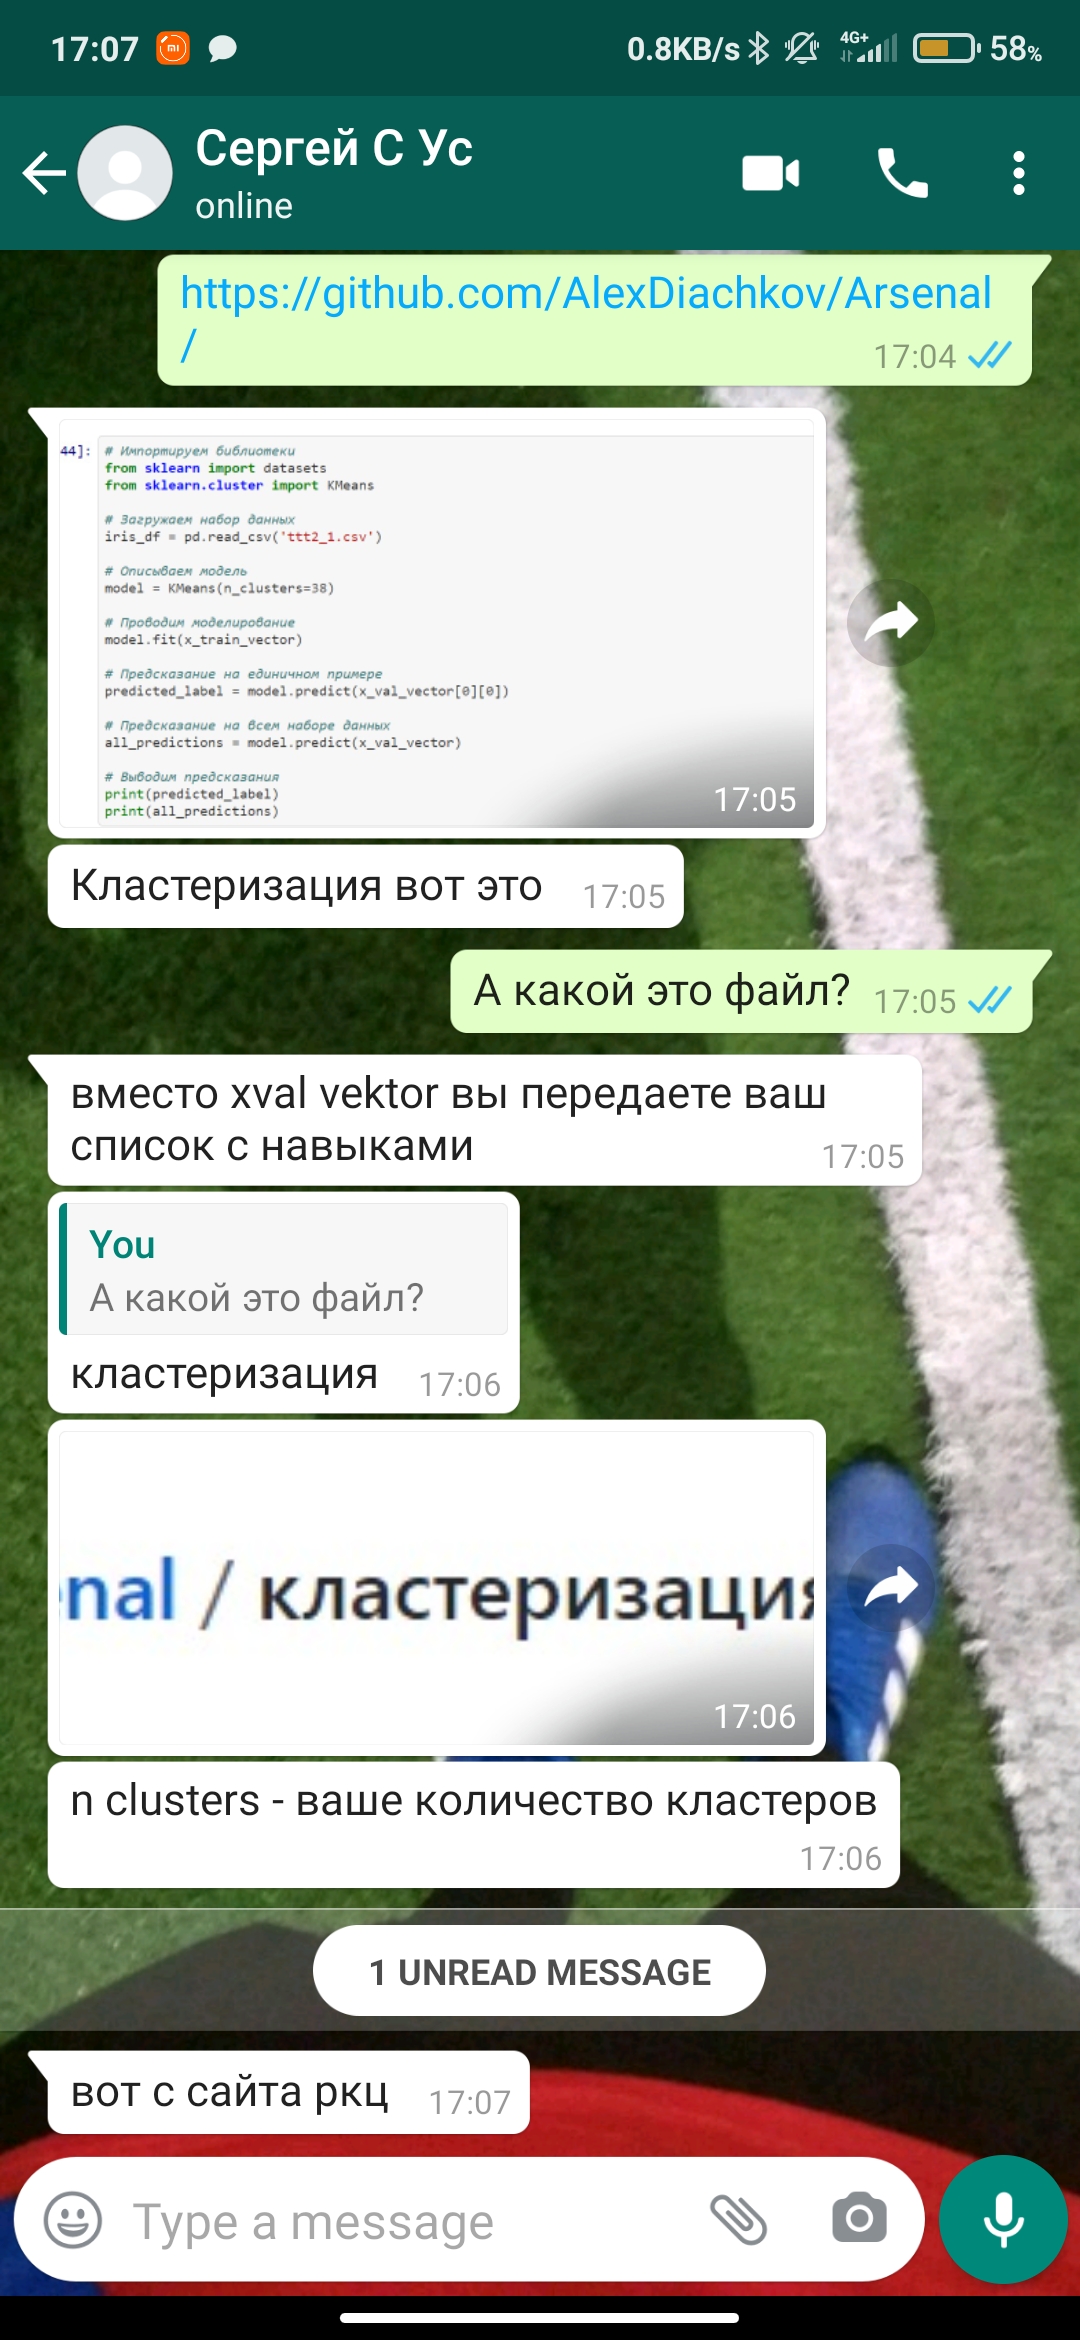 17:07
0.8KB/s 4G+ 58%
Сергей С Ус
online
https://github.com/AlexDiachkov/Arsenal
/
17:04
44]: # Импортируем библиотеки
from sklearn import datasets
from sklearn.cluster import KMeans
# Загружаем набор данных
iris_df = pd.read_csv('ttt2_1.csv')
# Описываем модель
model = KMeans(n_clusters=38)
# Проводим моделирование
model.fit(x_train_vector)
# Предсказание на единичном примере
predicted_label = model.predict(x_val_vector[0][0])
# Предсказание на всем наборе данных
all_predictions = model.predict(x_val_vector)
# Выводим предсказания
print(predicted_label)
print(all_predictions)
17:05
Кластеризация вот это 17:05
А какой это файл? 17:05
вместо xval vektor вы передаете ваш
список с навыками 17:05
You
А какой это файл?
кластеризация 17:06
nal / кластеризация
17:06
n clusters - ваше количество кластеров
17:06
1 UNREAD MESSAGE
вот с сайта ркц 17:07
Type a message